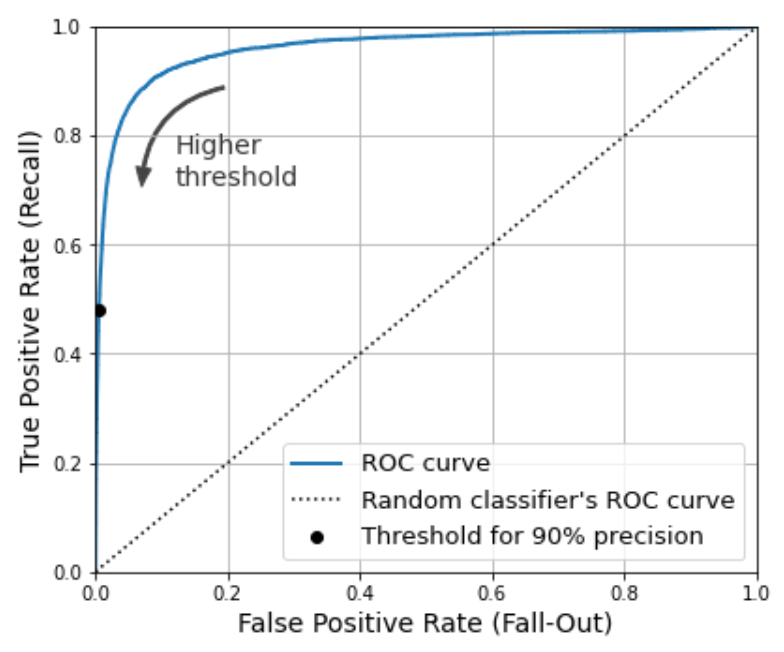 1.0
0.8
0.6
0.4
0.2
0.0
True Positive Rate (Recall)
Higher
threshold
ROC curve
Random classifier's ROC curve
Threshold for 90% precision
0.0 0.2 0.4 0.6 0.8 1.0
False Positive Rate (Fall-Out)